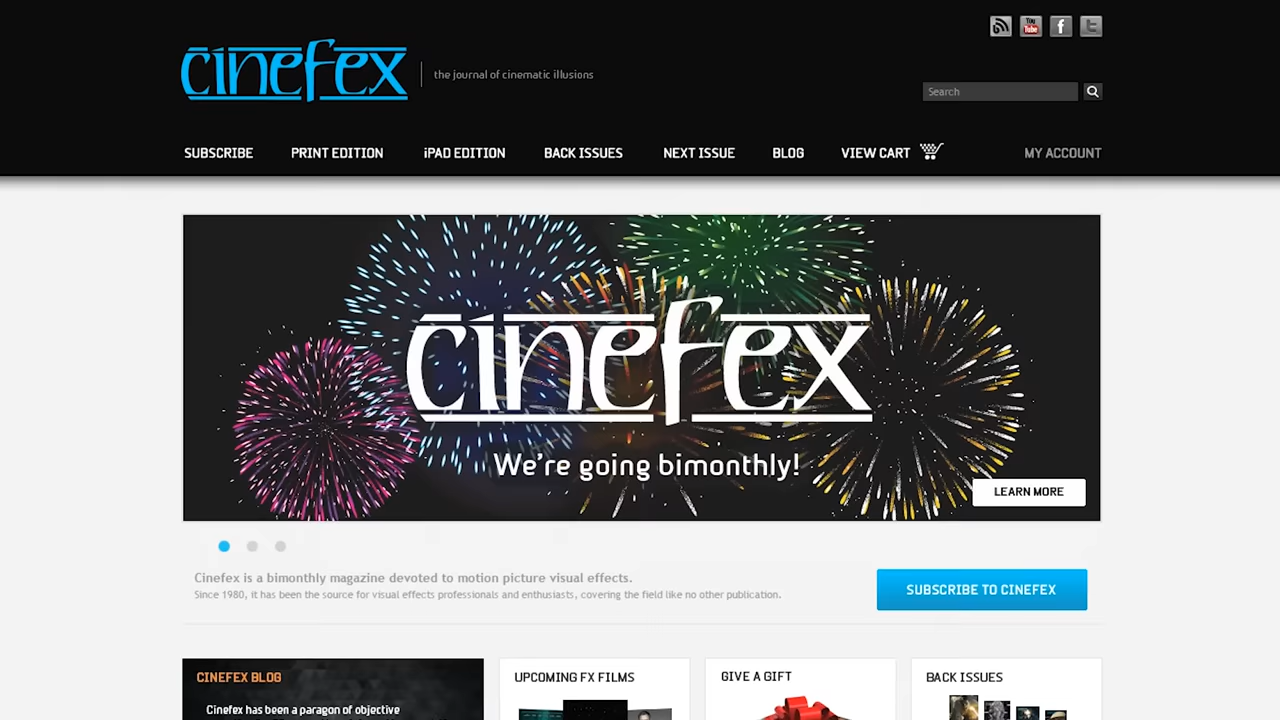 You
Tube
f
t
cinefex
the journal of cinematic illusions
Search
SUBSCRIBE PRINT EDITION iPAD EDITION BACK ISSUES NEXT ISSUE BLOG VIEW CART MY ACCOUNT
cinefex
We're going bimonthly!
LEARN MORE
Cinefex is a bimonthly magazine devoted to motion picture visual effects.
Since 1980, it has been the source for visual effects professionals and enthusiasts, covering the field like no other publication.
SUBSCRIBE TO CINEFEX
CINEFEX BLOG
Cinefex has been a paragon of objective
UPCOMING FX FILMS
GIVE A GIFT
BACK ISSUES